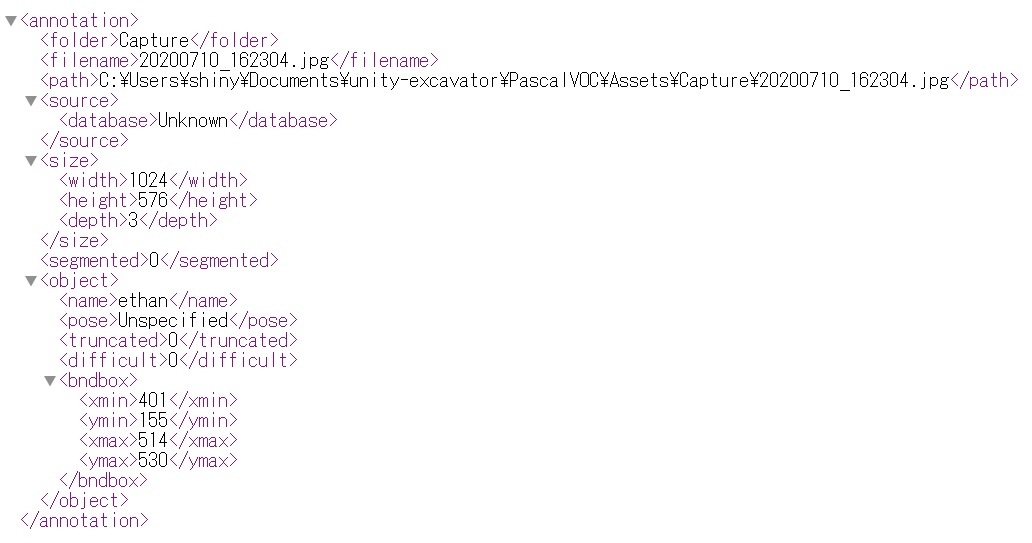 ▼<annotation>
<folder>Capture</folder>
<filename>20200710_162304.jpg</filename>
<path>C:¥Users¥shiny¥Documents¥unity-excavator¥PascalVOC¥Assets¥Capture¥20200710_162304.jpg</path>
▼<source>
<database>Unknown</database>
</source>
▼<size>
<width>1024</width>
<height>576</height>
<depth>3</depth>
</size>
<segmented>0</segmented>
▼<object>
<name>ethan</name>
<pose>Unspecified</pose>
<truncated>0</truncated>
<difficult>0</difficult>
▼<bndbox>
<xmin>401</xmin>
<ymin>155</ymin>
<xmax>514</xmax>
<ymax>530</ymax>
</bndbox>
</object>
</annotation>